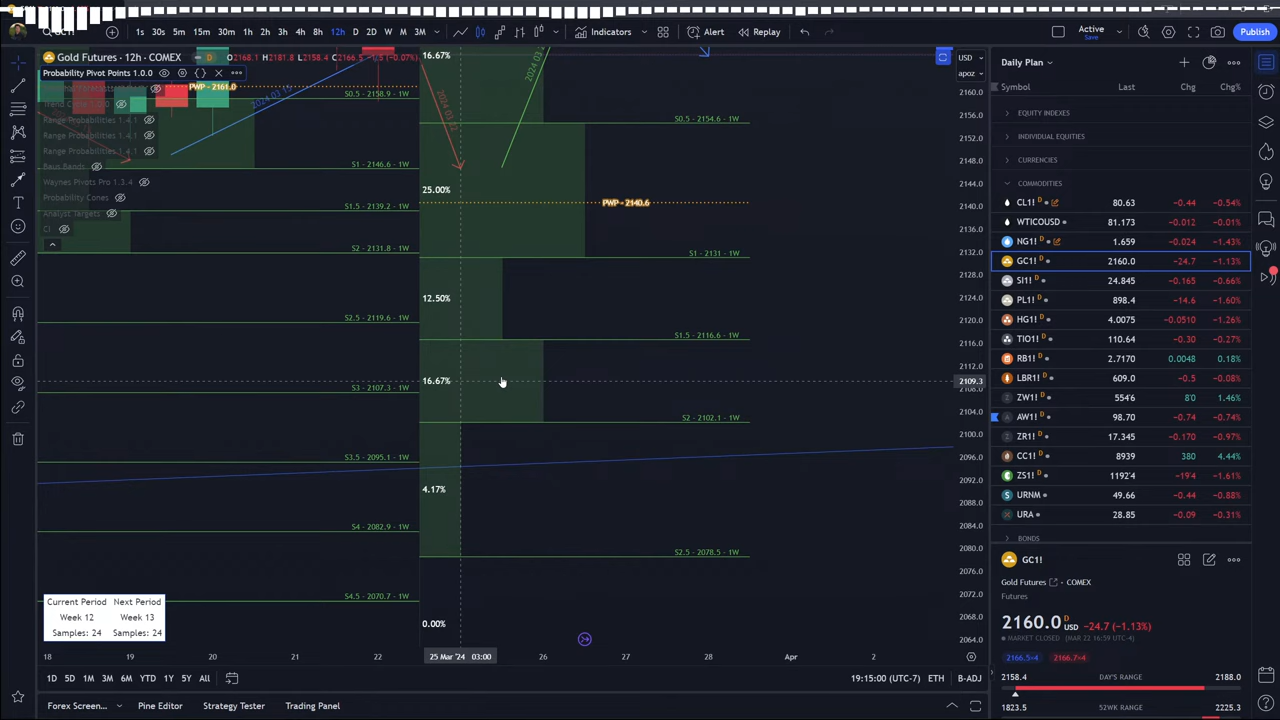 1s 30s 5m 15m 30m 1h 2h 3h 4h 8h 12h D W M 3M Indicators Alert Replay Active Save Publish
Gold Futures · 12h · COMEX D O2168.1 H2181.8 L2158.4 C2166.5 (-0.07%)
Probability Pivot Points 1.0.0
PWP - 2161.0
S0.5 - 2158.9 - 1W
Trend Cycle
2024 03 15
Range Probabilities 1.4.1
Range Probabilities 1.4.1
Range Probabilities 1.4.1
Baus Bands
S1 - 2146.6 - 1W
Waynes Pivots Pro 1.3.4
Probability Cones
Analyst Targets
CI
S1.5 - 2139.2 - 1W
S2 - 2131.8 - 1W
S2.5 - 2119.6 - 1W
S3 - 2107.3 - 1W
S3.5 - 2095.1 - 1W
S4 - 2082.9 - 1W
S4.5 - 2070.7 - 1W
Current Period Next Period
Week 12 Week 13
Samples: 24 Samples: 24
16.67%
2024 03 22
S0.5 - 2154.6 - 1W
25.00%
PWP - 2140.6
S1 - 2131 - 1W
12.50%
S1.5 - 2116.6 - 1W
16.67%
S2 - 2102.1 - 1W
4.17%
S2.5 - 2078.5 - 1W
0.00%
USD
apoz
2160.0
2156.0
2152.0
2148.0
2144.0
2140.0
2136.0
2132.0
2128.0
2124.0
2120.0
2116.0
2112.0
2109.3
2108.0
2104.0
2100.0
2096.0
2092.0
2088.0
2084.0
2080.0
2076.0
2072.0
2068.0
2064.0
18 19 20 21 22 25 Mar '24 03:00 26 27 28 Apr 2
1D 5D 1M 3M 6M YTD 1Y 5Y All 19:15:00 (UTC-7) ETH B-ADJ
Forex Screen... Pine Editor Strategy Tester Trading Panel
Daily Plan
Symbol Last Chg Chg%
EQUITY INDEXES
INDIVIDUAL EQUITIES
CURRENCIES
COMMODITIES
CL1! D 80.63 −0.44 −0.54%
WTICOUSD 81.173 −0.012 −0.01%
NG1! D 1.659 −0.024 −1.43%
GC1! D 2160.0 −24.7 −1.13%
SI1! D 24.845 −0.165 −0.66%
PL1! D 898.4 −14.6 −1.60%
HG1! D 4.0075 −0.0510 −1.26%
TIO1! D 110.64 −0.30 −0.27%
RB1! D 2.7170 0.0048 0.18%
LBR1! D 609.0 −0.5 −0.08%
ZW1! D 554'6 8'0 1.46%
AW1! D 98.70 −0.74 −0.74%
ZR1! D 17.345 −0.170 −0.97%
CC1! D 8939 380 4.44%
ZS1! D 1192'4 −19'4 −1.61%
URNM 49.66 −0.44 −0.88%
URA 28.85 −0.09 −0.31%
BONDS
GC1!
Gold Futures COMEX
Futures
2160.0 D USD −24.7 (−1.13%)
MARKET CLOSED (MAR 22 16:59 UTC-4)
2166.5×4 2166.7×4
2158.4 DAY'S RANGE 2188.0
1823.5 52WK RANGE 2225.3